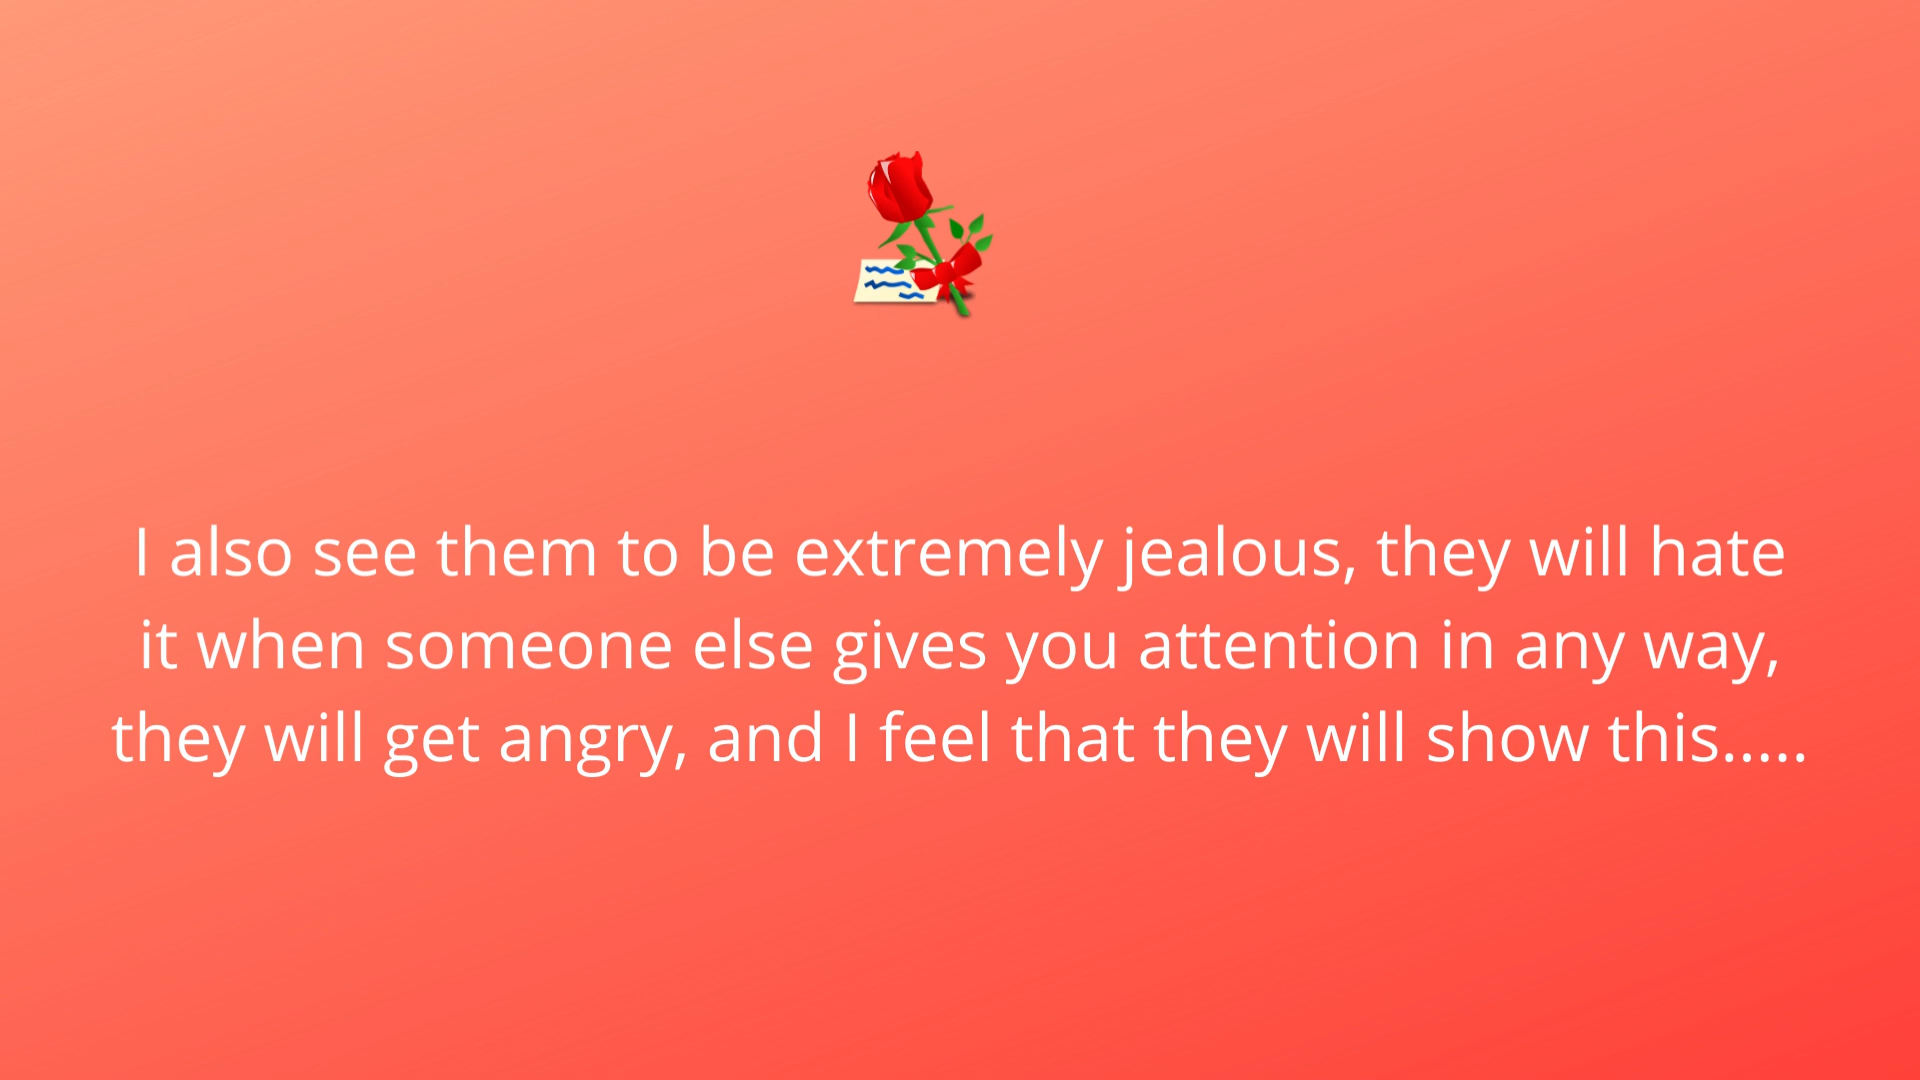 I also see them to be extremely jealous, they will hate
it when someone else gives you attention in any way,
they will get angry, and I feel that they will show this.....